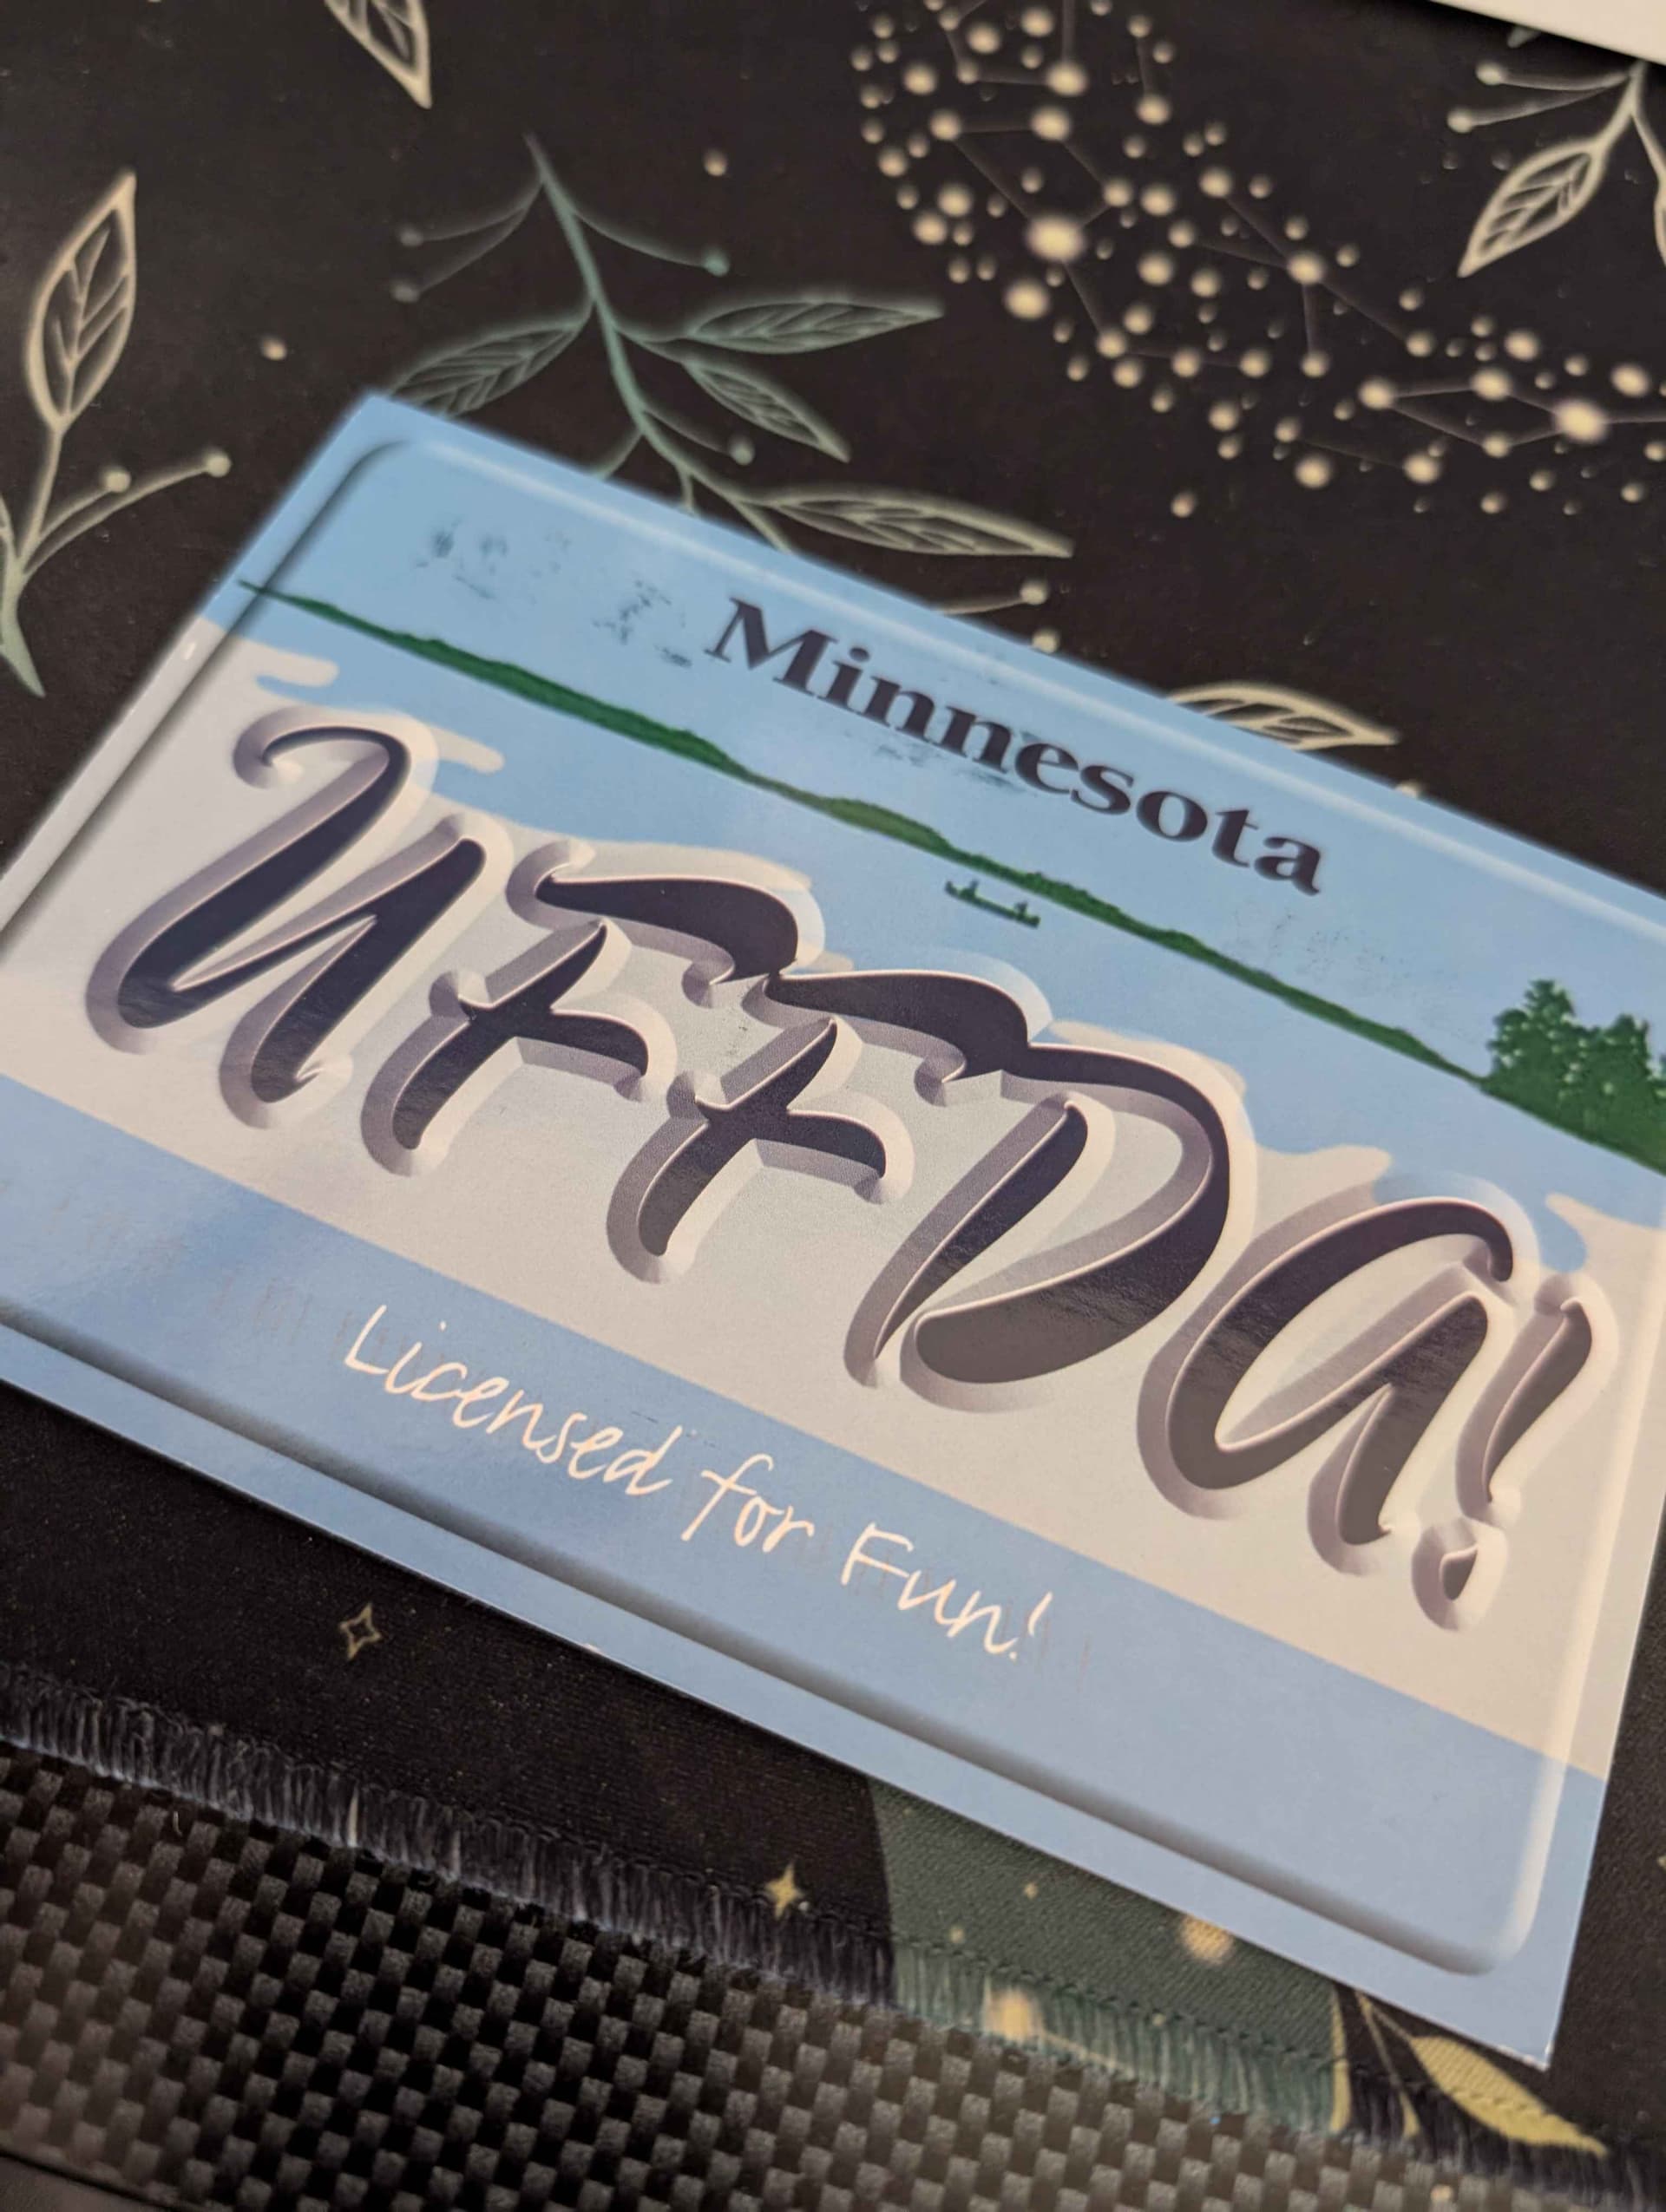 Minnesota
UFFDA!
Licensed for Fun!